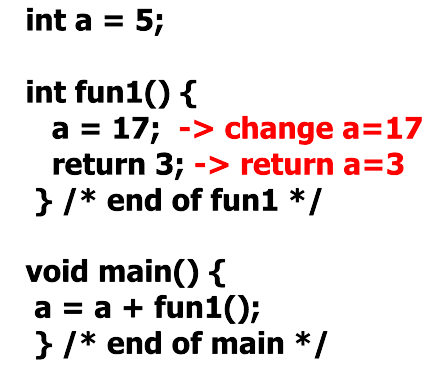 int a = 5;
int fun1() {
a = 17; -> change a=17
return 3; -> return a=3
} /* end of fun1 */
void main() {
a = a + fun1();
} /* end of main */